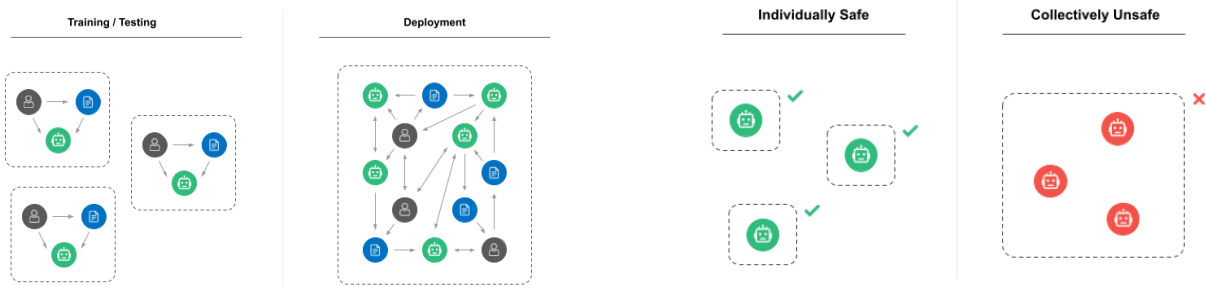 Training / Testing
Deployment
Individually Safe
Collectively Unsafe